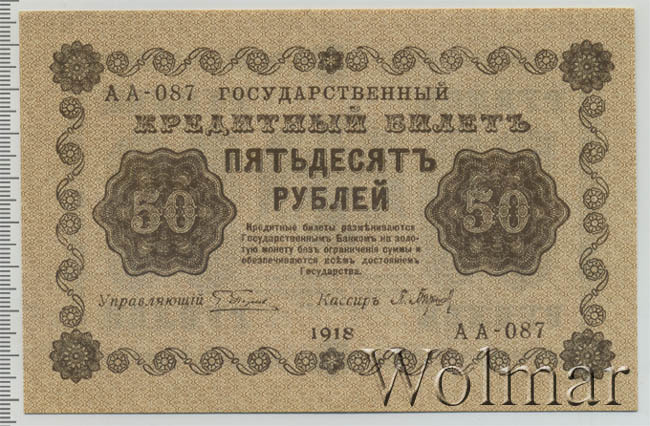 АА-087 ГОСУДАРСТВЕННЫЙ
КРЕДИТНЫЙ БИЛЕТЪ
50 ПЯТЬДЕСЯТЪ 50
РУБЛЕЙ
Кредитные билеты размѣниваются
Государственнымъ Банкомъ на золо-
тую монету безъ ограниченія суммы и
обезпечиваются всѣмъ достояніемъ
Государства.
Управляющій Кассиръ
1918 АА-087
Wolmar